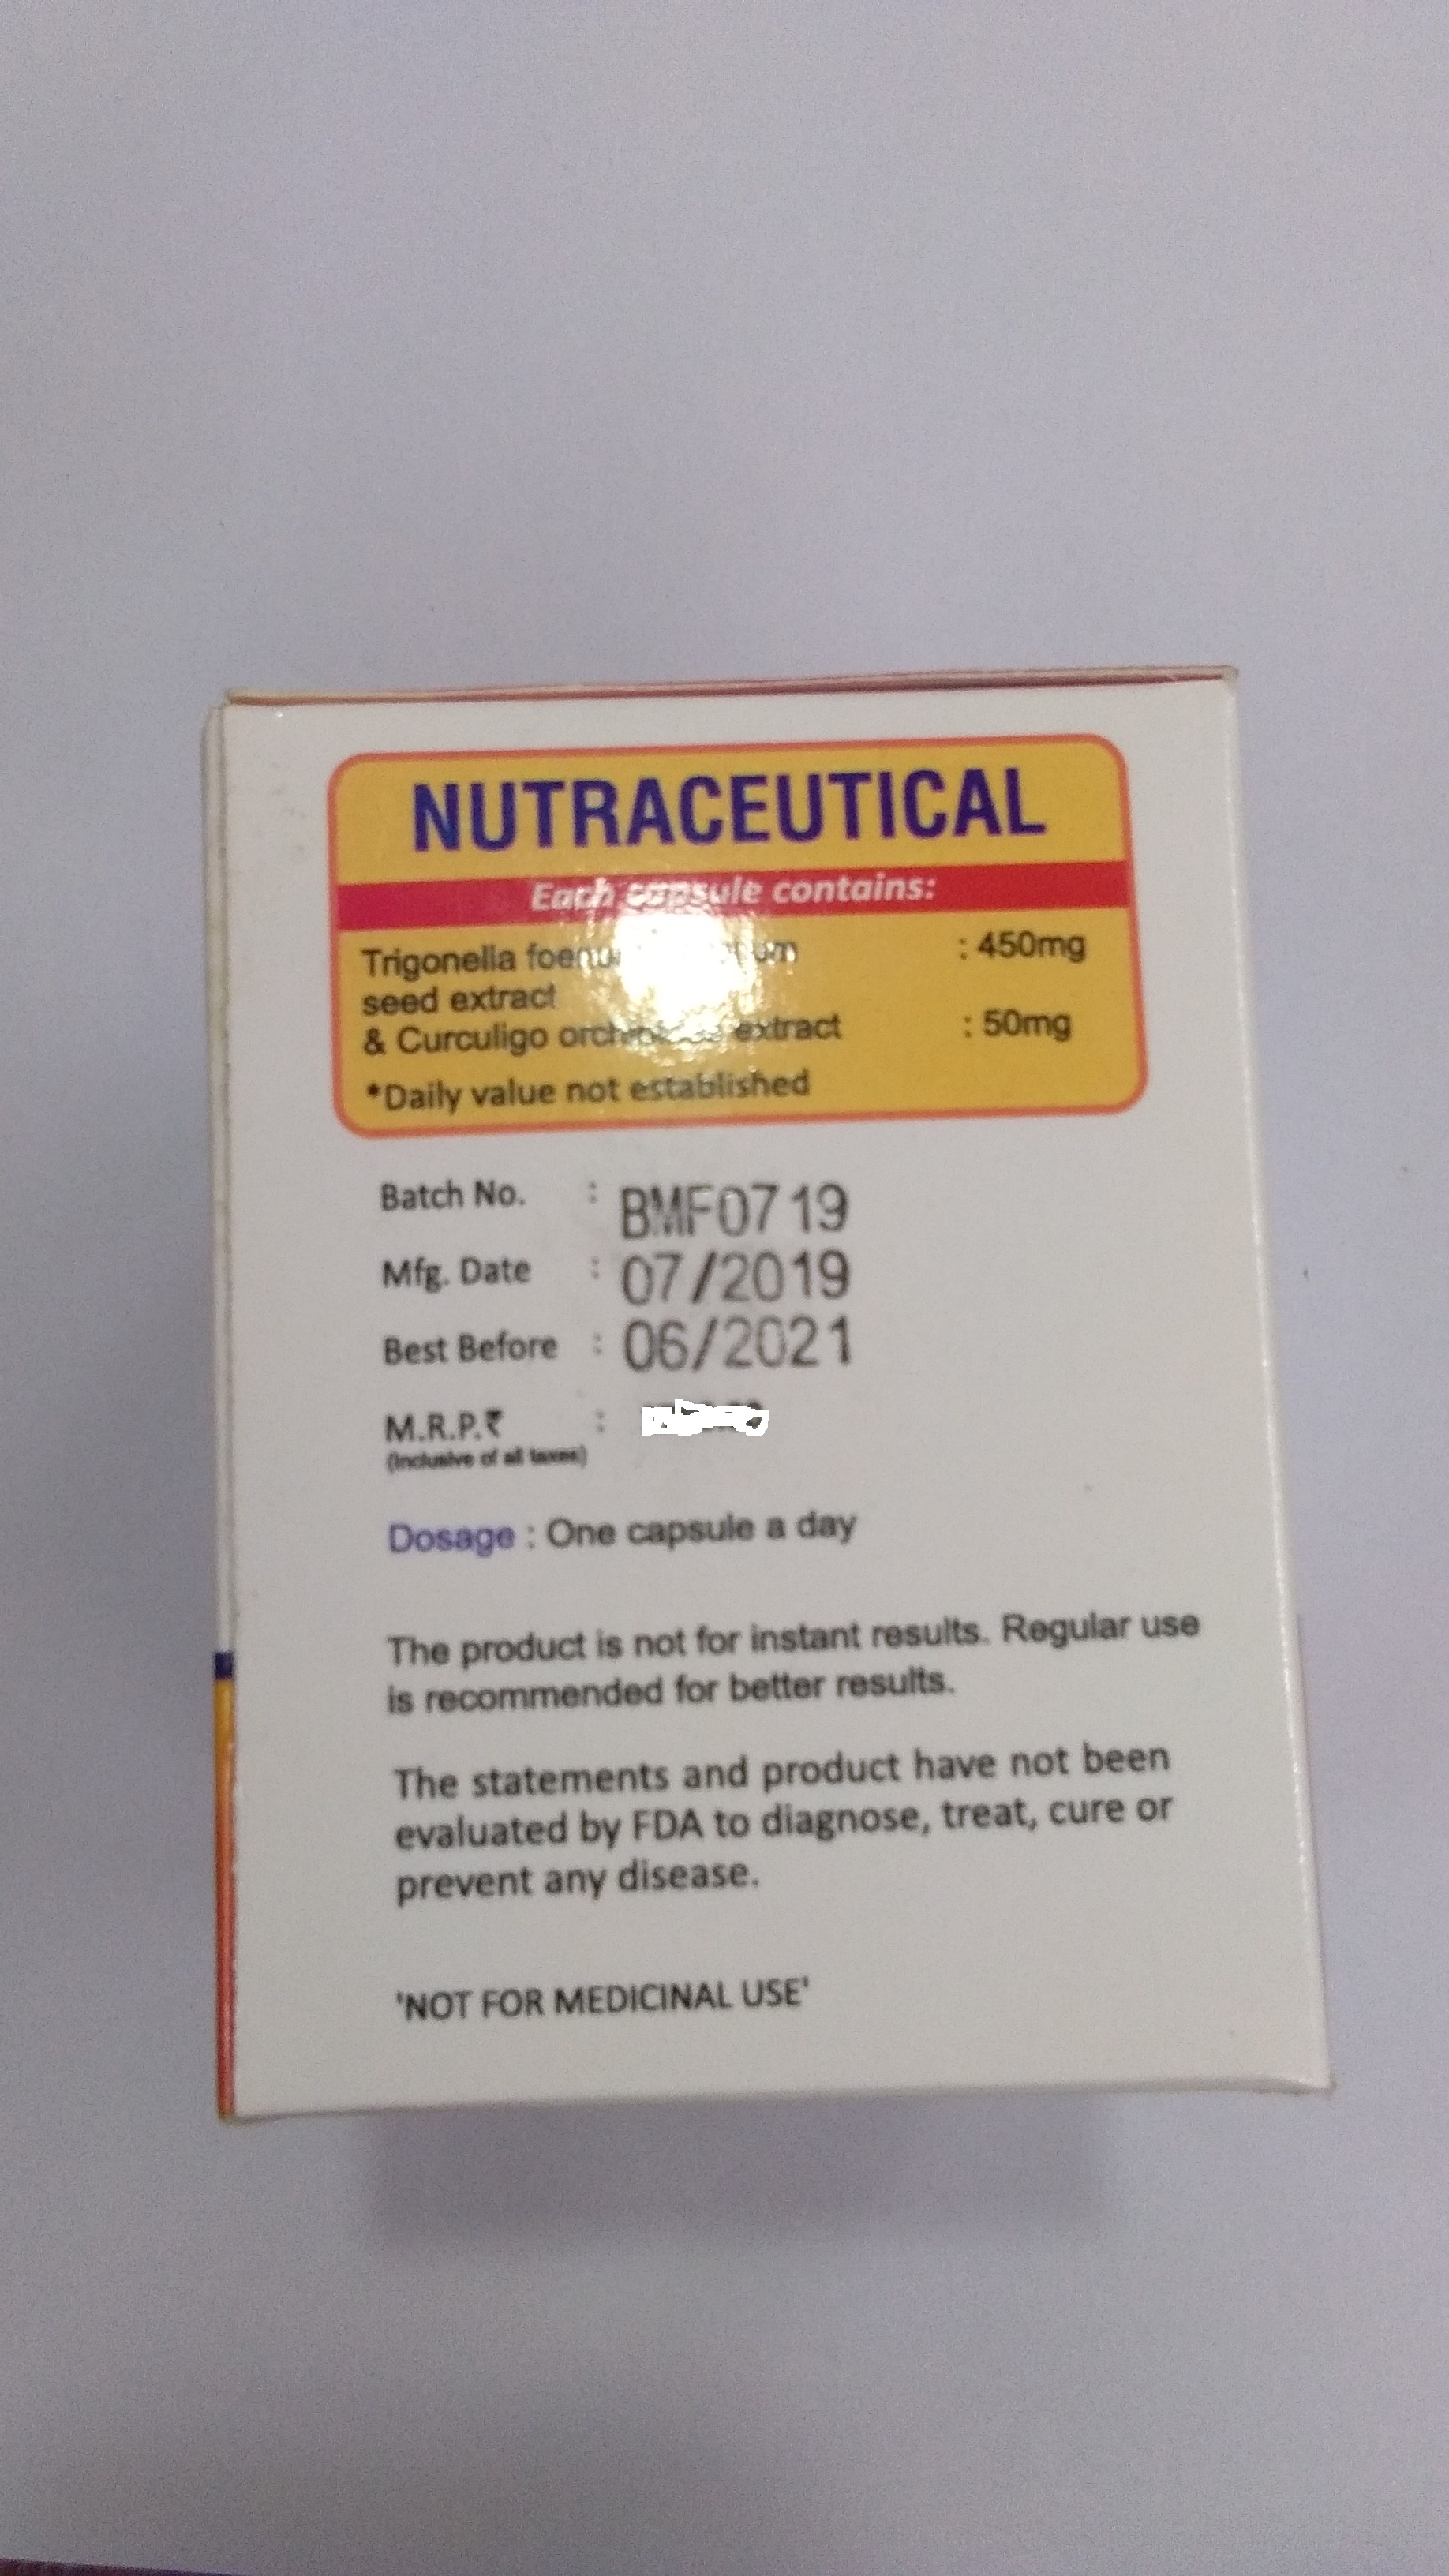 NUTRACEUTICAL
Each capsule contains:
Trigonella : 450mg
seed extract
& Curculigo extract : 50mg
*Daily value not established
Batch No. : BMF0719
Mfg. Date : 07/2019
Best Before : 06/2021
M.R.P.₹ :
(Inclusive of all taxes)
Dosage : One capsule a day
The product is not for instant results. Regular use
is recommended for better results.
The statements and product have not been
evaluated by FDA to diagnose, treat, cure or
prevent any disease.
'NOT FOR MEDICINAL USE'